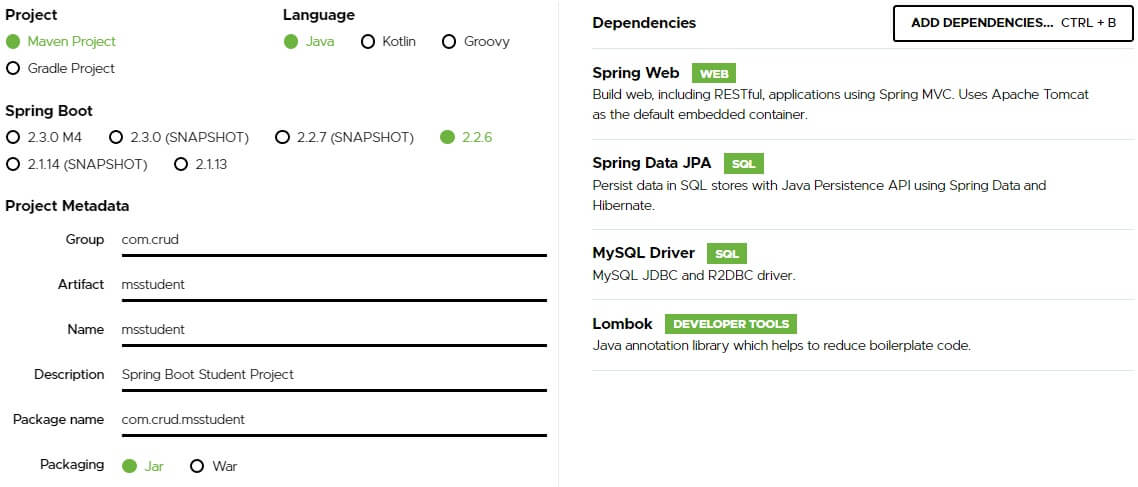 Project
Maven Project
Gradle Project
Language
Java Kotlin Groovy
Spring Boot
2.3.0 M4 2.3.0 (SNAPSHOT) 2.2.7 (SNAPSHOT) 2.2.6
2.1.14 (SNAPSHOT) 2.1.13
Project Metadata
Group com.crud
Artifact msstudent
Name msstudent
Description Spring Boot Student Project
Package name com.crud.msstudent
Packaging Jar War
Dependencies ADD DEPENDENCIES... CTRL + B
Spring Web WEB
Build web, including RESTful, applications using Spring MVC. Uses Apache Tomcat
as the default embedded container.
Spring Data JPA SQL
Persist data in SQL stores with Java Persistence API using Spring Data and
Hibernate.
MySQL Driver SQL
MySQL JDBC and R2DBC driver.
Lombok DEVELOPER TOOLS
Java annotation library which helps to reduce boilerplate code.